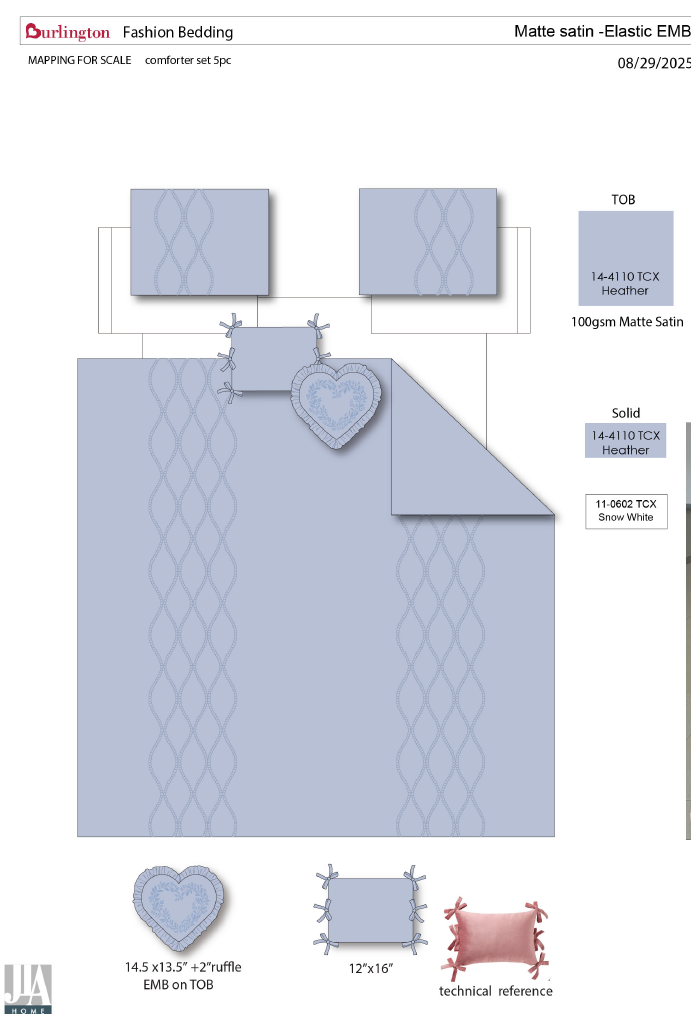 Burlington Fashion Bedding
Matte satin -Elastic EMB
MAPPING FOR SCALE comforter set 5pc
08/29/2025
TOB
14-4110 TCX
Heather
100gsm Matte Satin
Solid
14-4110 TCX
Heather
11-0602 TCX
Snow White
14.5 x13.5” +2”ruffle
EMB on TOB
12”x16”
technical reference
JLA
HOME